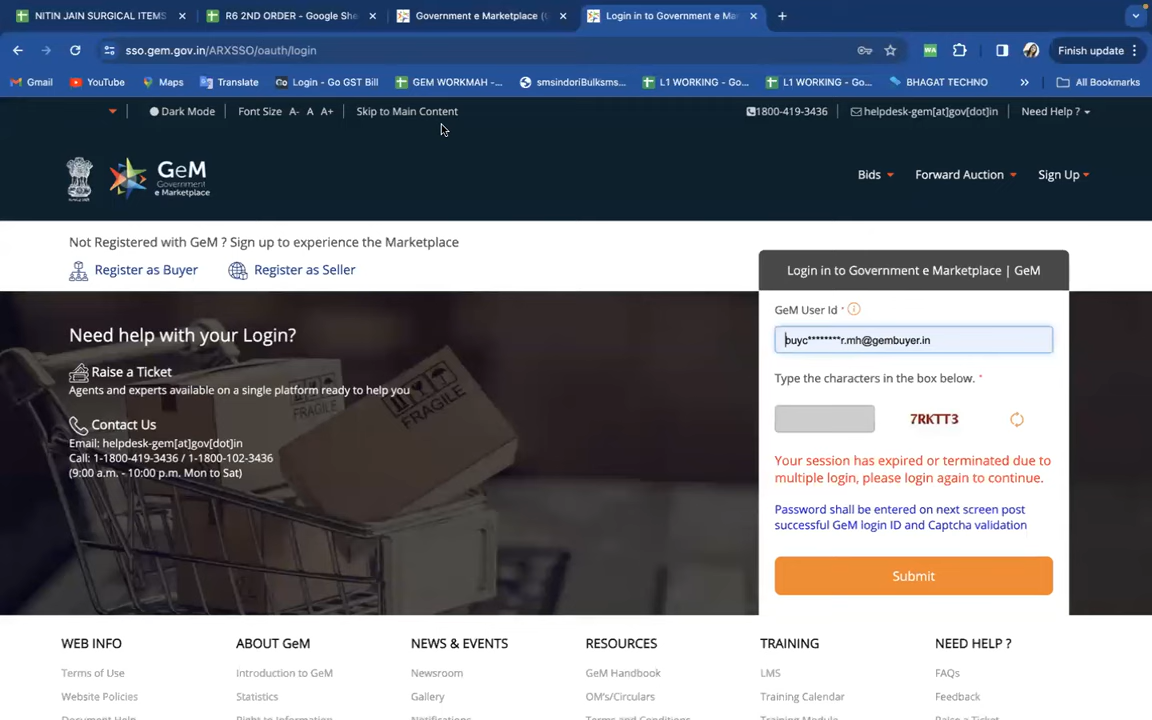 NITIN JAIN SURGICAL ITEMS
R6 2ND ORDER - Google She
Government e Marketplace (
Login in to Government e Ma
sso.gem.gov.in/ARXSSO/oauth/login
Finish update
Gmail
YouTube
Maps
Translate
Login - Go GST Bill
GEM WORKMAH -...
smsindoriBulksms...
L1 WORKING - Go...
L1 WORKING - Go...
BHAGAT TECHNO
All Bookmarks
Dark Mode
Font Size A- A A+
Skip to Main Content
1800-419-3436
helpdesk-gem[at]gov[dot]in
Need Help ?
GeM
Government
e Marketplace
Bids
Forward Auction
Sign Up
Not Registered with GeM ? Sign up to experience the Marketplace
Register as Buyer
Register as Seller
Login in to Government e Marketplace | GeM
GeM User Id *
buyc********r.mh@gembuyer.in
Type the characters in the box below. *
7RKTT3
Your session has expired or terminated due to
multiple login, please login again to continue.
Password shall be entered on next screen post
successful GeM login ID and Captcha validation
Submit
Need help with your Login?
Raise a Ticket
Agents and experts available on a single platform ready to help you
Contact Us
Email: helpdesk-gem[at]gov[dot]in
Call: 1-1800-419-3436 / 1-1800-102-3436
(9:00 a.m. - 10:00 p.m. Mon to Sat)
FRAGILE
FRAGILE
WEB INFO
ABOUT GeM
NEWS & EVENTS
RESOURCES
TRAINING
NEED HELP ?
Terms of Use
Introduction to GeM
Newsroom
GeM Handbook
LMS
FAQs
Website Policies
Statistics
Gallery
OM's/Circulars
Training Calendar
Feedback